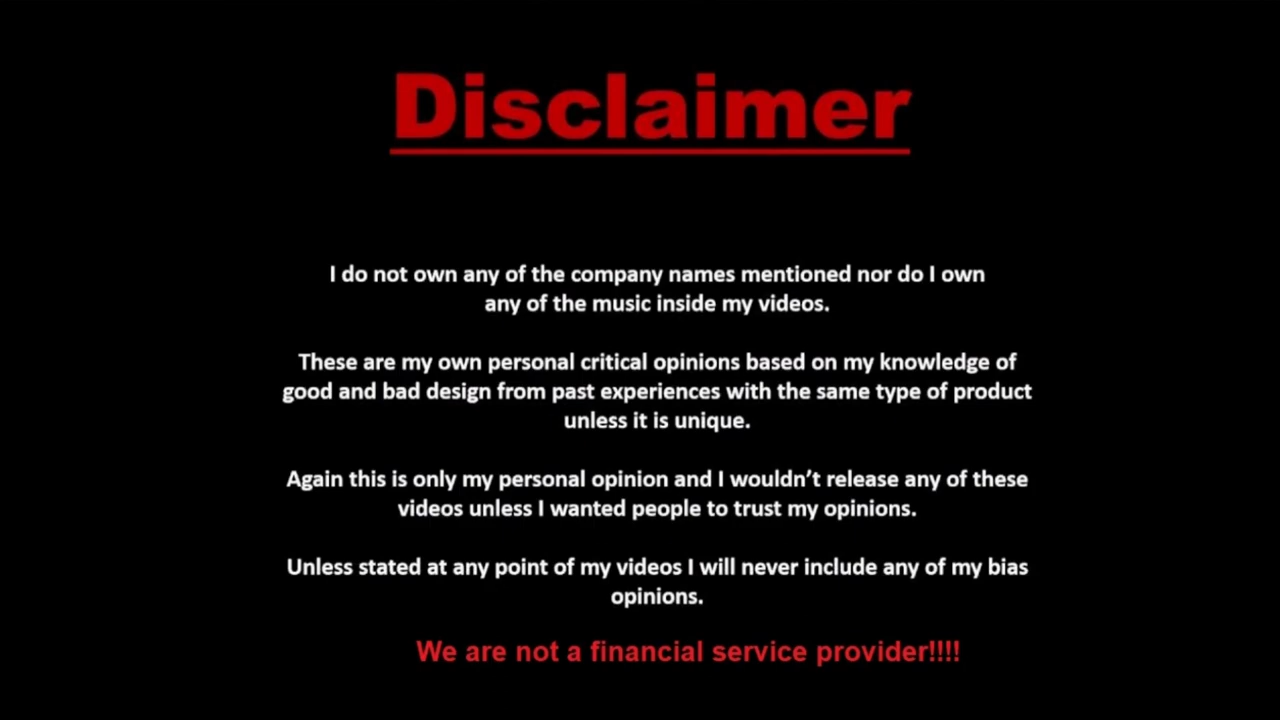 Disclaimer
I do not own any of the company names mentioned nor do I own
any of the music inside my videos.
These are my own personal critical opinions based on my knowledge of
good and bad design from past experiences with the same type of product
unless it is unique.
Again this is only my personal opinion and I wouldn’t release any of these
videos unless I wanted people to trust my opinions.
Unless stated at any point of my videos I will never include any of my bias
opinions.
We are not a financial service provider!!!!